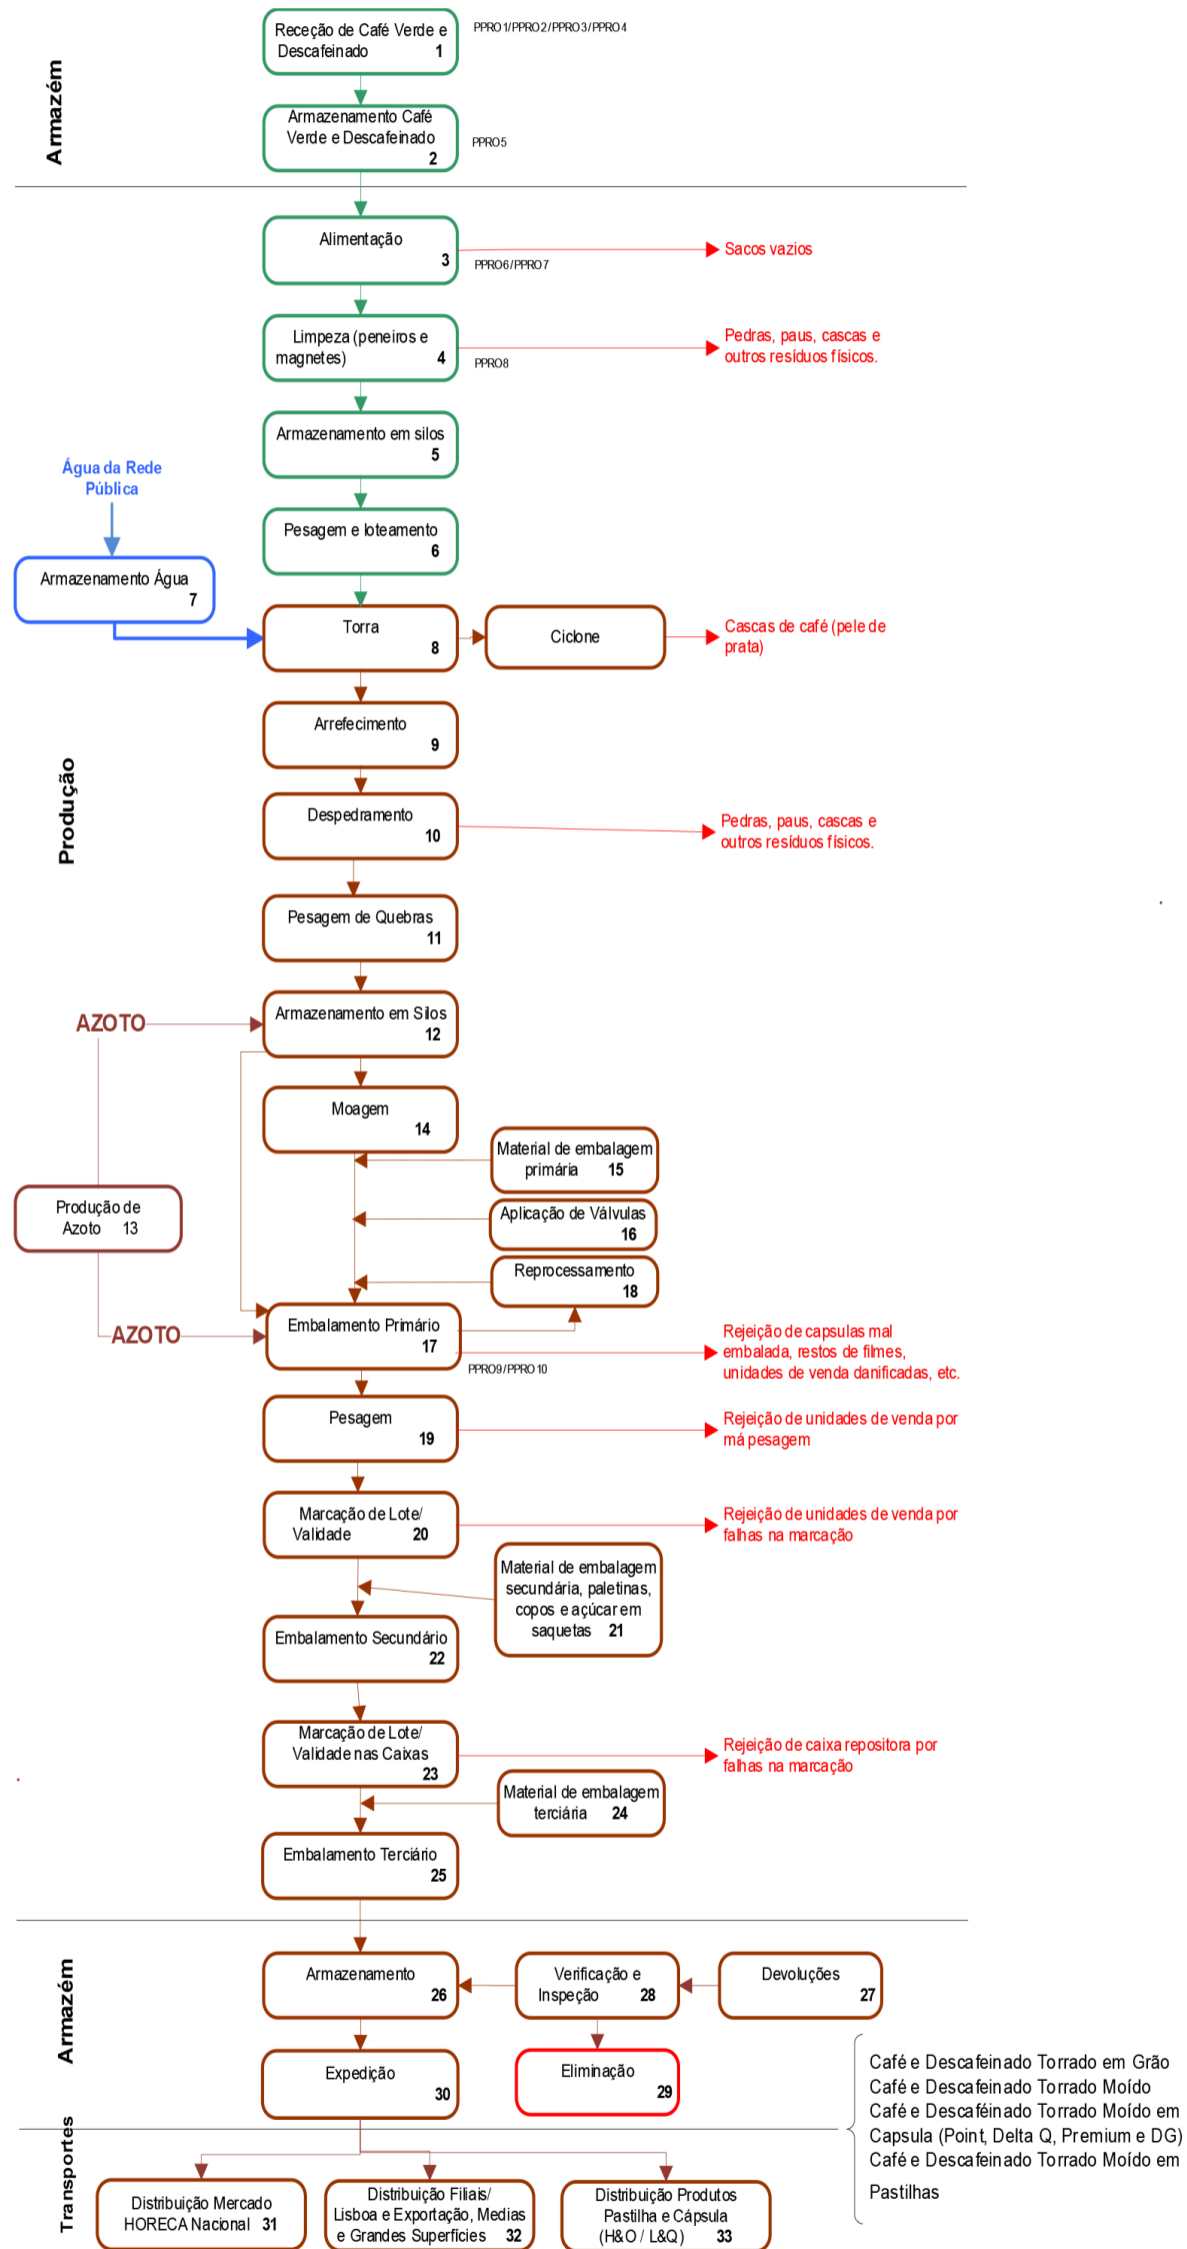 Armazém
Receção de Café Verde e
Descafeinado 1
PPRO1/PPRO2/PPRO3/PPRO4
Armazenamento Café
Verde e Descafeinado
2
PPRO5
Produção
Alimentação
3
PPRO6/PPRO7
Sacos vazios
Limpeza (peneiros e
magnetes) 4
PPRO8
Pedras, paus, cascas e
outros resíduos físicos.
Armazenamento em silos
5
Água da Rede
Pública
Pesagem e loteamento
6
Armazenamento Água
7
Torra
8
Ciclone
Cascas de café (pele de
prata)
Arrefecimento
9
Despedramento
10
Pedras, paus, cascas e
outros resíduos físicos.
Pesagem de Quebras
11
AZOTO
Armazenamento em Silos
12
Moagem
14
Material de embalagem
primária 15
Produção de
Azoto 13
Aplicação de Válvulas
16
Reprocessamento
18
AZOTO
Embalamento Primário
17
PPRO9/PPRO10
Rejeição de capsulas mal
embalada, restos de filmes,
unidades de venda danificadas, etc.
Pesagem
19
Rejeição de unidades de venda por
má pesagem
Marcação de Lote/
Validade 20
Rejeição de unidades de venda por
falhas na marcação
Material de embalagem
secundária, paletinas,
copos e açúcar em
saquetas 21
Embalamento Secundário
22
Marcação de Lote/
Validade nas Caixas
23
Rejeição de caixa repositora por
falhas na marcação
Material de embalagem
terciária 24
Embalamento Terciário
25
Armazém
Armazenamento
26
Verificação e
Inspeção 28
Devoluções
27
Expedição
30
Eliminação
29
Café e Descafeinado Torrado em Grão
Café e Descafeinado Torrado Moído
Café e Descaféinado Torrado Moído em
Capsula (Point, Delta Q, Premium e DG)
Café e Descafeinado Torrado Moído em
Pastilhas
Transportes
Distribuição Mercado
HORECA Nacional 31
Distribuição Filiais/
Lisboa e Exportação, Medias
e Grandes Superfícies 32
Distribuição Produtos
Pastilha e Cápsula
(H&O / L&Q) 33